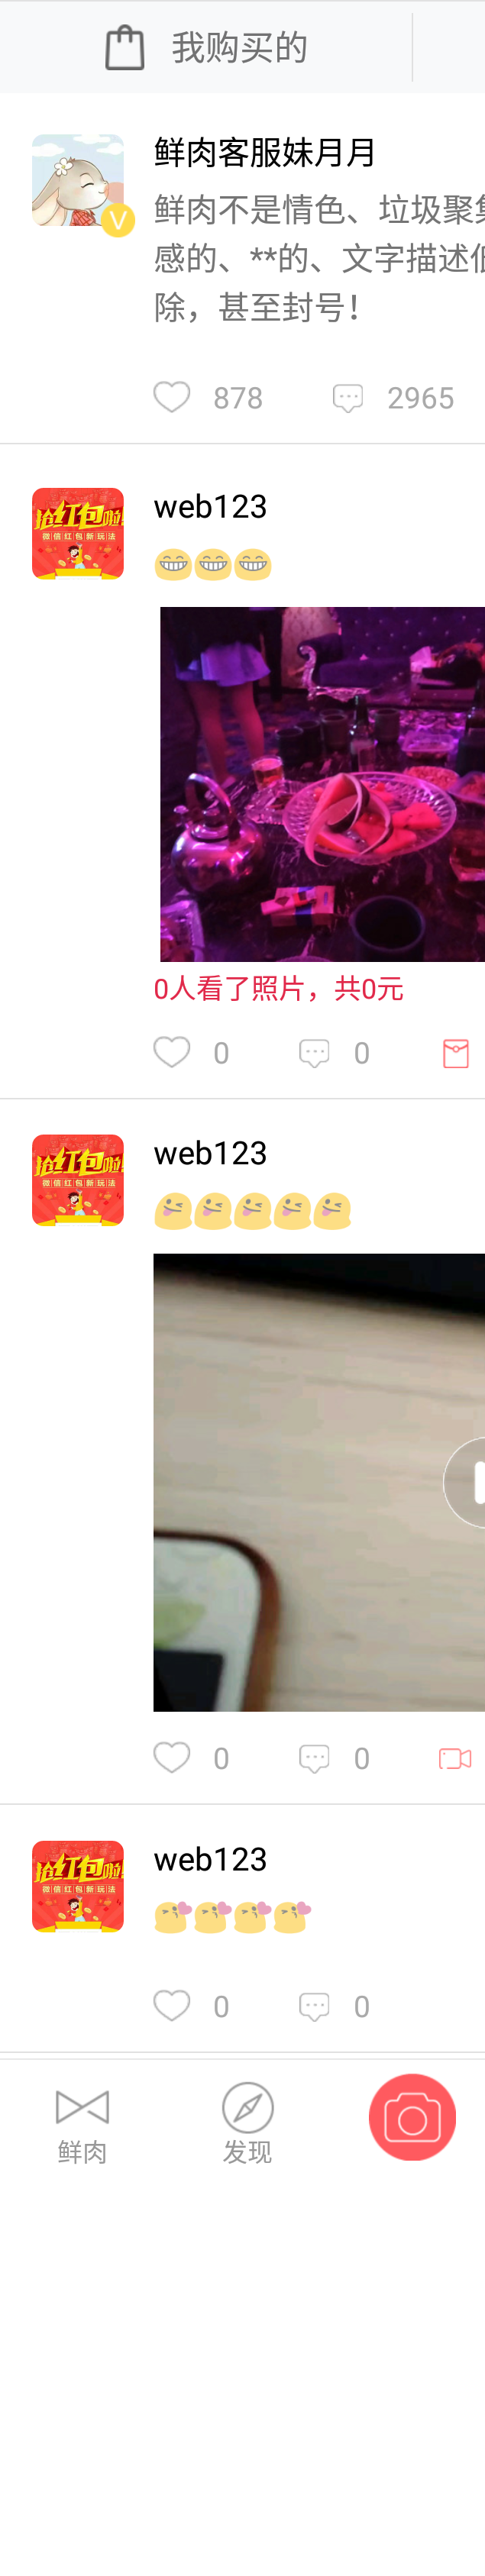 我购买的
鲜肉客服妹月月
V
鲜肉不是情色、垃圾聚
感的、**的、文字描述
除，甚至封号！
878
2965
抢红包啦!
微信红包新玩法
web123
0人看了照片，共0元
0
0
抢红包啦!
微信红包新玩法
web123
0
0
抢红包啦!
微信红包新玩法
web123
0
0
鲜肉
发现